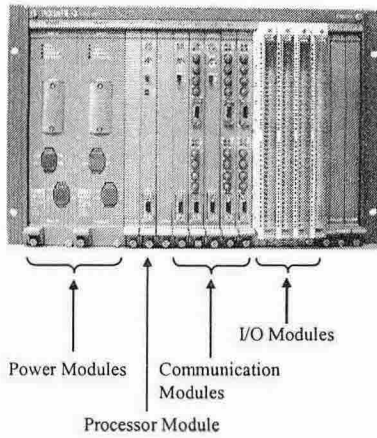 I/O Modules
Power Modules
Communication
Modules
Processor Module